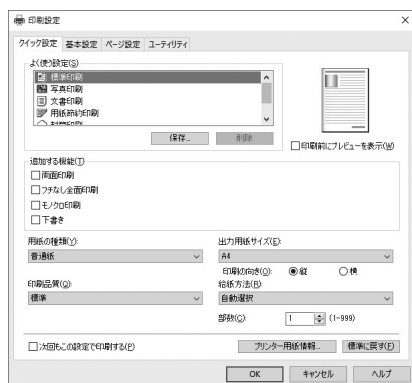 印刷設定
クイック設定 基本設定 ページ設定 ユーティリティ
よく使う設定(S)
標準印刷
写真印刷
文書印刷
用紙節約印刷
封筒印刷
保存... 削除
印刷前にプレビューを表示(W)
追加する機能(T)
両面印刷
フチなし全面印刷
モノクロ印刷
下書き
用紙の種類(Y):
普通紙
出力用紙サイズ(E):
A4
印刷の向き(O): 縦 横
印刷品質(Q):
標準
給紙方法(R):
自動選択
部数(C): 1 (1-999)
次回もこの設定で印刷する(P)
プリンター用紙情報... 標準に戻す(F)
OK キャンセル ヘルプ